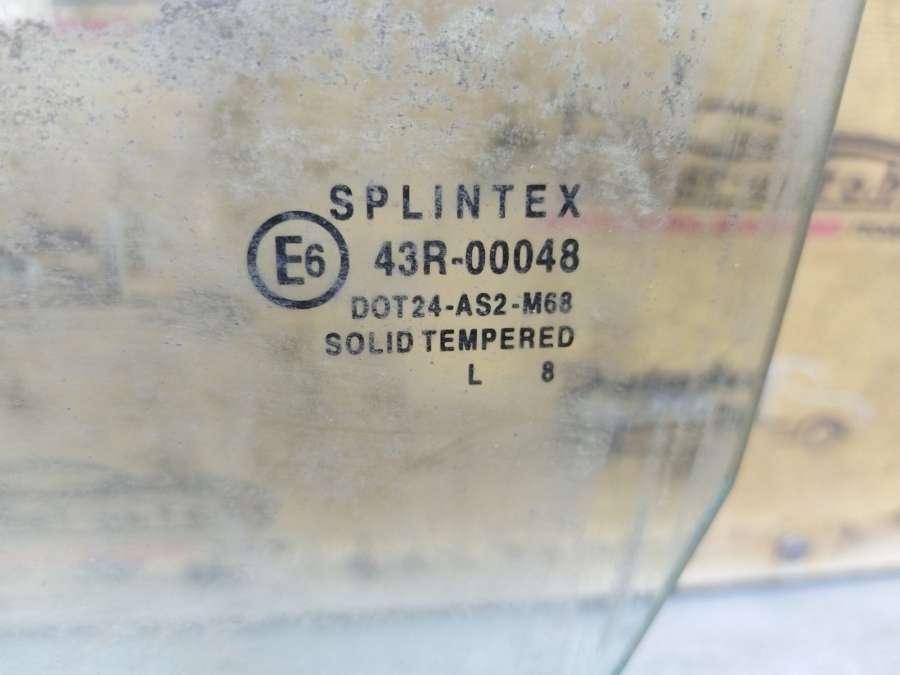 SPLINTEX
E6 43R-00048
DOT24-AS2-M68
SOLID TEMPERED
L 8